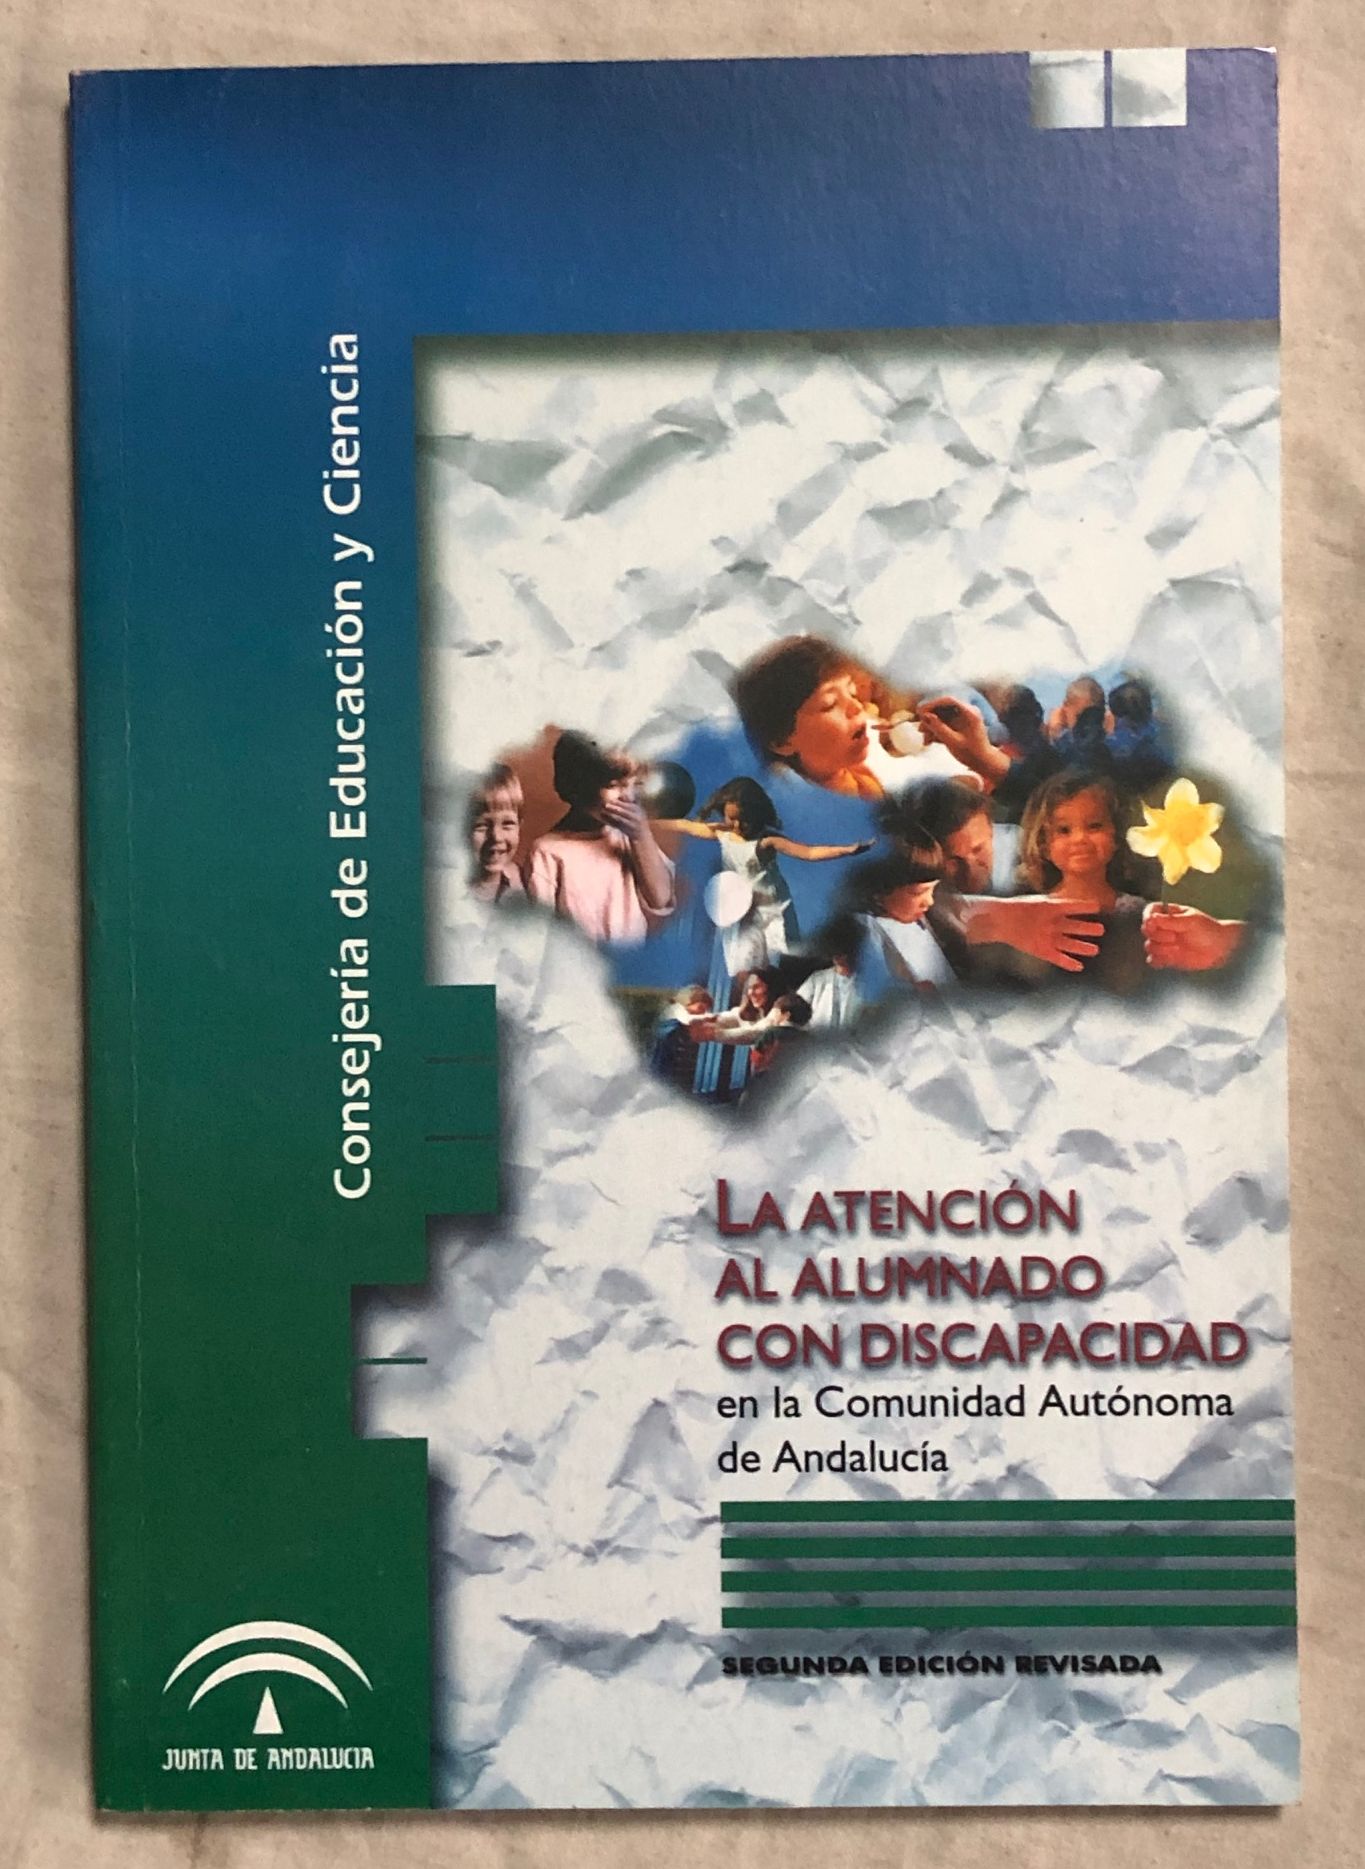 Consejería de Educación y Ciencia
LA ATENCIÓN
AL ALUMNADO
CON DISCAPACIDAD
en la Comunidad Autónoma
de Andalucía
SEGUNDA EDICIÓN REVISADA
JUNTA DE ANDALUCIA